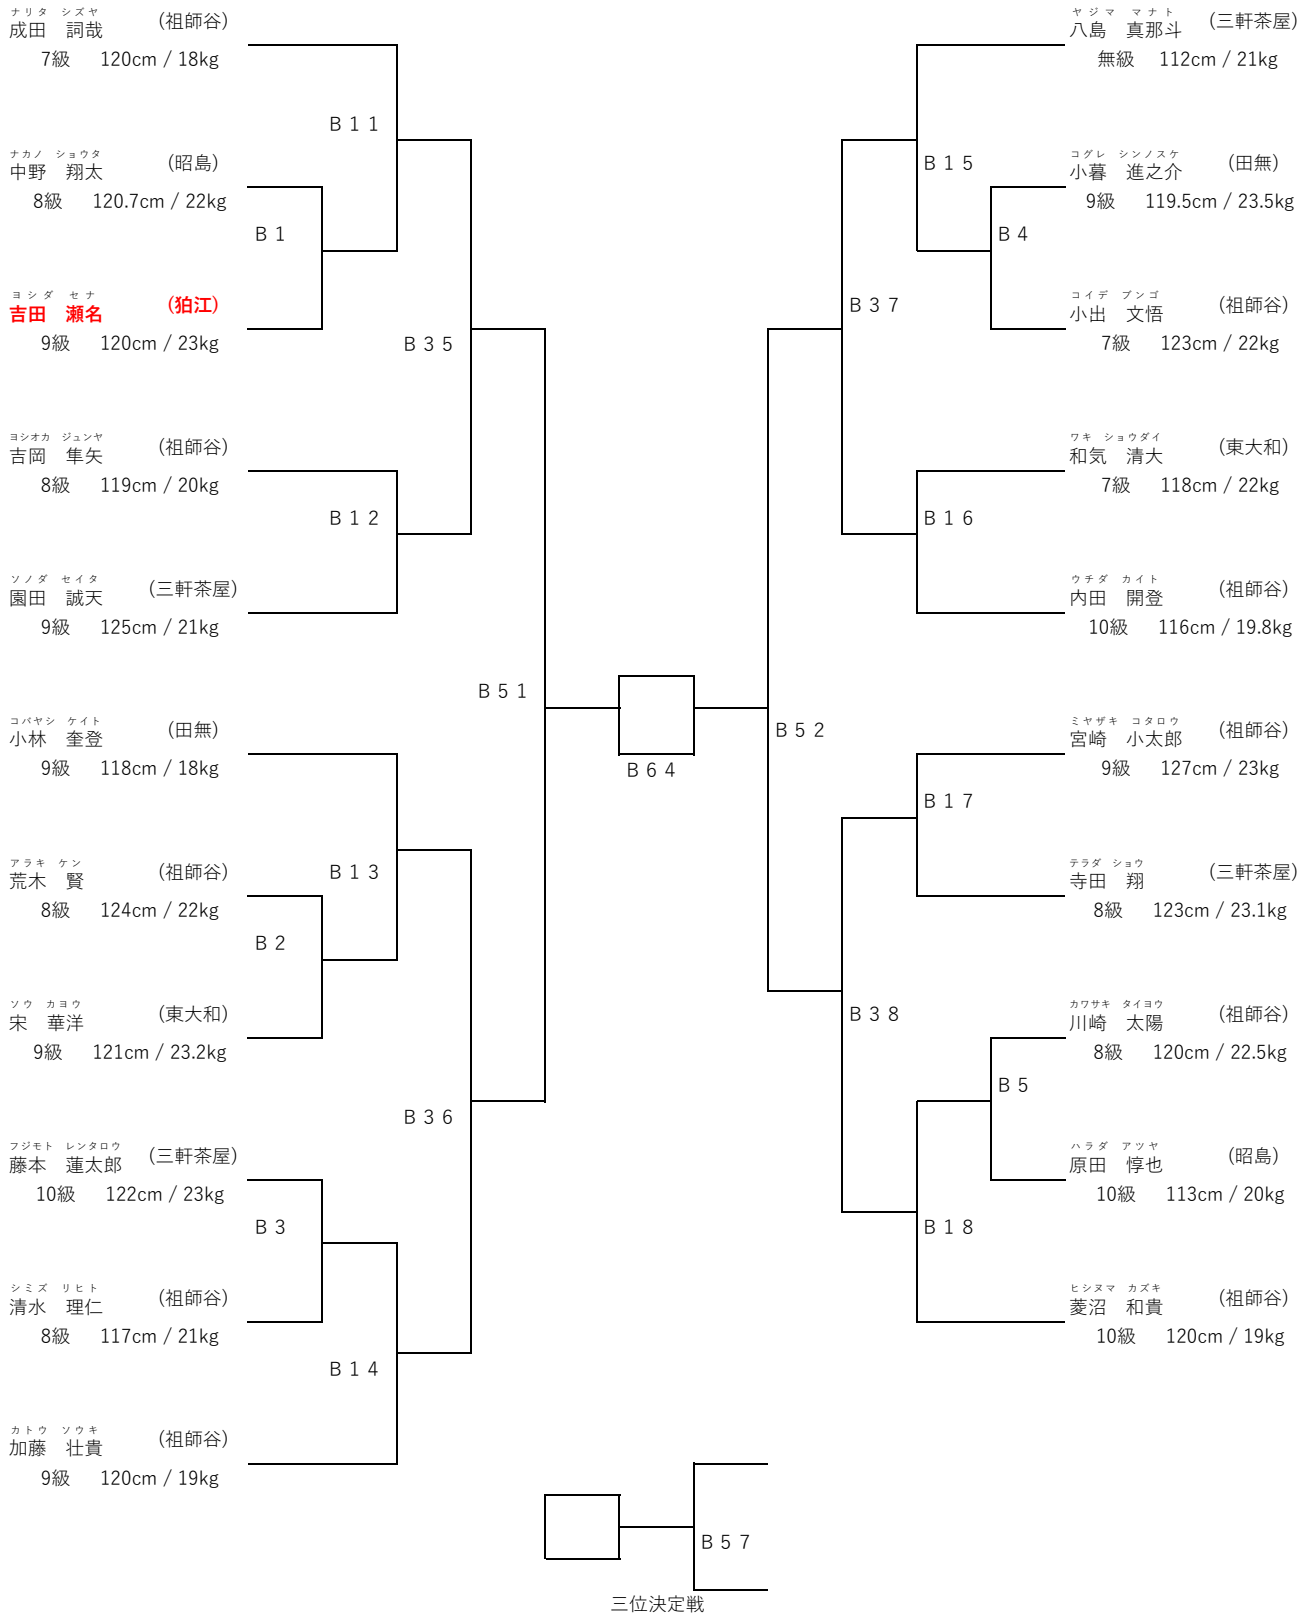 ナリタ　シズヤ
成田　詞哉　(祖師谷)
7級　120cm / 18kg
Ｂ１１
ナカノ　ショウタ
中野　翔太　(昭島)
8級　120.7cm / 22kg
Ｂ１
ヨシダ　セナ
吉田　瀬名　(狛江)
9級　120cm / 23kg
Ｂ３５
ヨシオカ　ジュンヤ
吉岡　隼矢　(祖師谷)
8級　119cm / 20kg
Ｂ１２
ソノダ　セイタ
園田　誠天　(三軒茶屋)
9級　125cm / 21kg
Ｂ５１
コバヤシ　ケイト
小林　奎登　(田無)
9級　118cm / 18kg
アラキ　ケン
荒木　賢　(祖師谷)
Ｂ１３
8級　124cm / 22kg
Ｂ２
ソウ　カヨウ
宋　華洋　(東大和)
9級　121cm / 23.2kg
Ｂ３６
フジモト　レンタロウ
藤本　蓮太郎　(三軒茶屋)
10級　122cm / 23kg
Ｂ３
シミズ　リヒト
清水　理仁　(祖師谷)
8級　117cm / 21kg
Ｂ１４
カトウ　ソウキ
加藤　壮貴　(祖師谷)
9級　120cm / 19kg
Ｂ６４
ヤジマ　マナト
八島　真那斗　(三軒茶屋)
無級　112cm / 21kg
Ｂ１５
コグレ　シンノスケ
小暮　進之介　(田無)
9級　119.5cm / 23.5kg
Ｂ４
コイデ　ブンゴ
小出　文悟　(祖師谷)
7級　123cm / 22kg
Ｂ３７
ワキ　ショウダイ
和気　清大　(東大和)
7級　118cm / 22kg
Ｂ１６
ウチダ　カイト
内田　開登　(祖師谷)
10級　116cm / 19.8kg
Ｂ５２
ミヤザキ　コタロウ
宮崎　小太郎　(祖師谷)
9級　127cm / 23kg
Ｂ１７
テラダ　ショウ
寺田　翔　(三軒茶屋)
8級　123cm / 23.1kg
Ｂ３８
カワサキ　タイヨウ
川崎　太陽　(祖師谷)
8級　120cm / 22.5kg
Ｂ５
ハラダ　アツヤ
原田　惇也　(昭島)
10級　113cm / 20kg
Ｂ１８
ヒシヌマ　カズキ
菱沼　和貴　(祖師谷)
10級　120cm / 19kg
Ｂ５７
三位決定戦